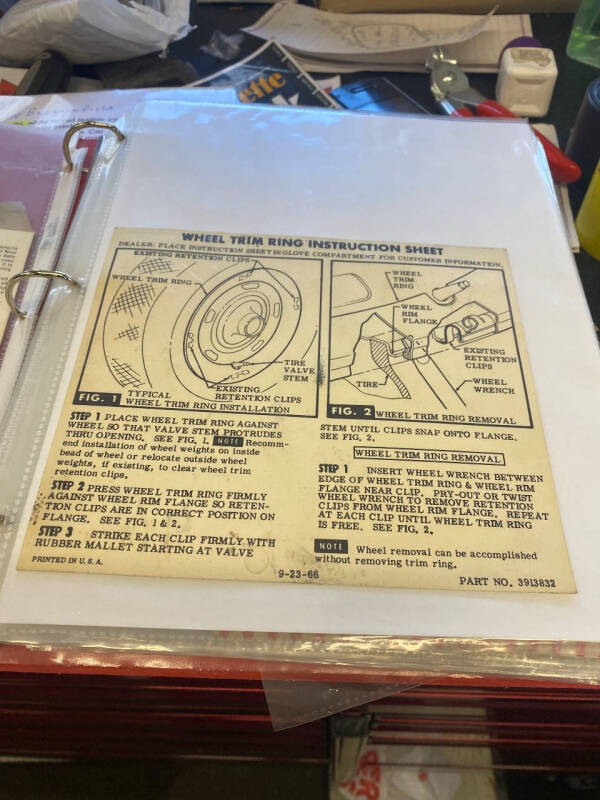 ette
WHEEL TRIM RING INSTRUCTION SHEET
DEALER: PLACE INSTRUCTION SHEET IN GLOVE COMPARTMENT FOR CUSTOMER INFORMATION.
EXISTING RETENTION CLIPS
WHEEL TRIM RING
TIRE
VALVE
STEM
EXISTING
RETENTION CLIPS
FIG. 1 TYPICAL
WHEEL TRIM RING INSTALLATION
WHEEL
TRIM
RING
WHEEL
RIM
FLANGE
EXISTING
RETENTION
CLIPS
TIRE
WHEEL
WRENCH
FIG. 2 WHEEL TRIM RING REMOVAL
STEP 1 PLACE WHEEL TRIM RING AGAINST
WHEEL SO THAT VALVE STEM PROTRUDES
THRU OPENING. SEE FIG. 1. NOTE Recomm-
end installation of wheel weights on inside
bead of wheel or relocate outside wheel
weights, if existing, to clear wheel trim
retention clips.
STEP 2 PRESS WHEEL TRIM RING FIRMLY
AGAINST WHEEL RIM FLANGE SO RETEN-
TION CLIPS ARE IN CORRECT POSITION ON
FLANGE. SEE FIG. 1 & 2.
STEP 3 STRIKE EACH CLIP FIRMLY WITH
RUBBER MALLET STARTING AT VALVE
STEM UNTIL CLIPS SNAP ONTO FLANGE.
SEE FIG. 2.
WHEEL TRIM RING REMOVAL
STEP 1 INSERT WHEEL WRENCH BETWEEN
EDGE OF WHEEL TRIM RING & WHEEL RIM
FLANGE NEAR CLIP. PRY-OUT OR TWIST
WHEEL WRENCH TO REMOVE RETENTION
CLIPS FROM WHEEL RIM FLANGE. REPEAT
AT EACH CLIP UNTIL WHEEL TRIM RING
IS FREE. SEE FIG. 2.
NOTE Wheel removal can be accomplished
without removing trim ring.
PRINTED IN U.S.A.
9-23-66
PART NO. 3913832